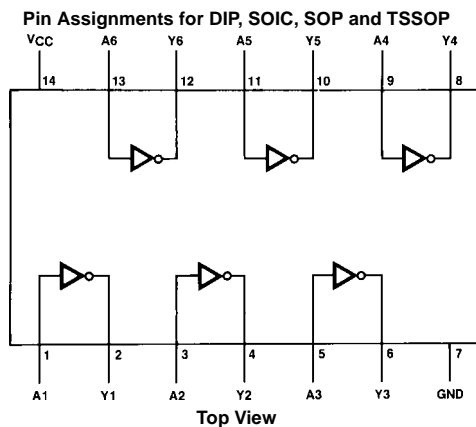 Pin Assignments for DIP, SOIC, SOP and TSSOP
VCC A6 Y6 A5 Y5 A4 Y4
14 13 12 11 10 9 8
1 2 3 4 5 6 7
A1 Y1 A2 Y2 A3 Y3 GND
Top View